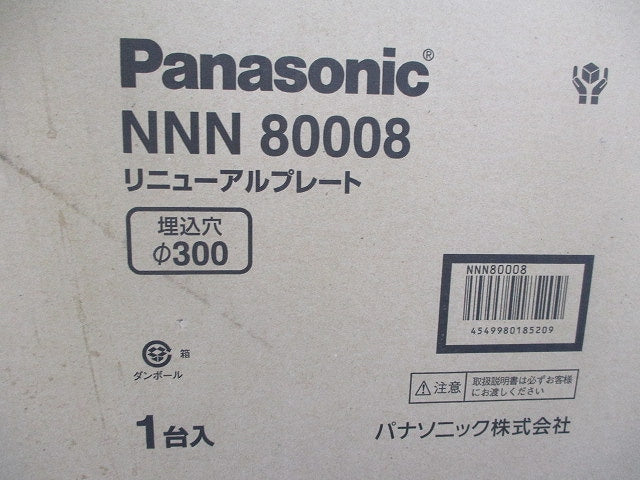 Panasonic®
NNN 80008
リニューアルプレート
埋込穴
φ300
NNN80008
4549980185209
箱
ダンボール
注意
取扱説明書は必ずお客様
にお渡しください
1台入
パナソニック株式会社